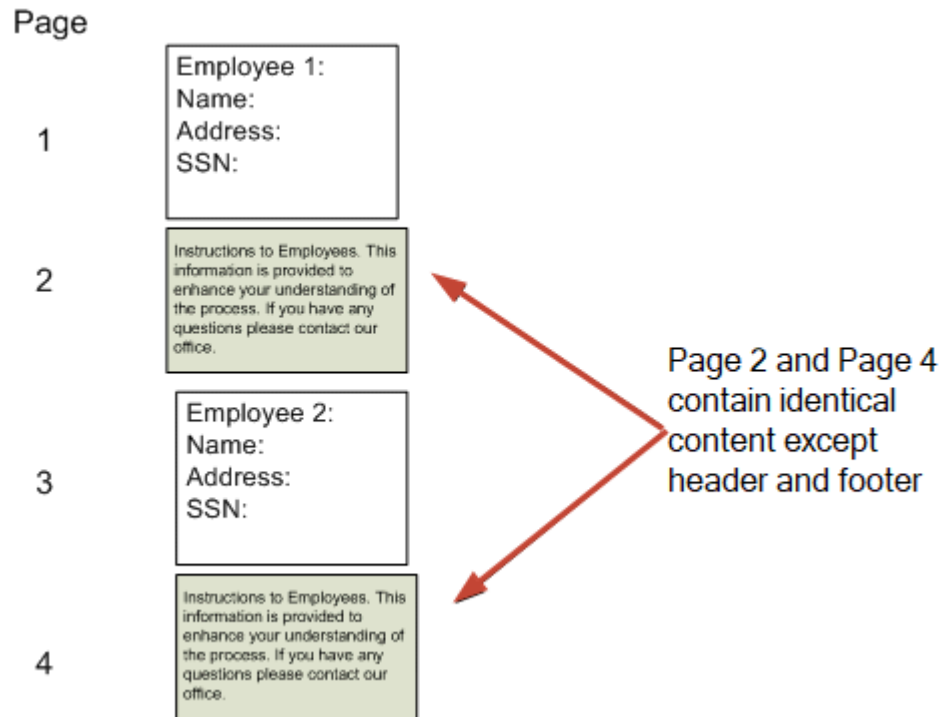 Page
1
Employee 1:
Name:
Address:
SSN:
2
Instructions to Employees. This
information is provided to
enhance your understanding of
the process. If you have any
questions please contact our
office.
Page 2 and Page 4
contain identical
content except
header and footer
3
Employee 2:
Name:
Address:
SSN:
4
Instructions to Employees. This
information is provided to
enhance your understanding of
the process. If you have any
questions please contact our
office.